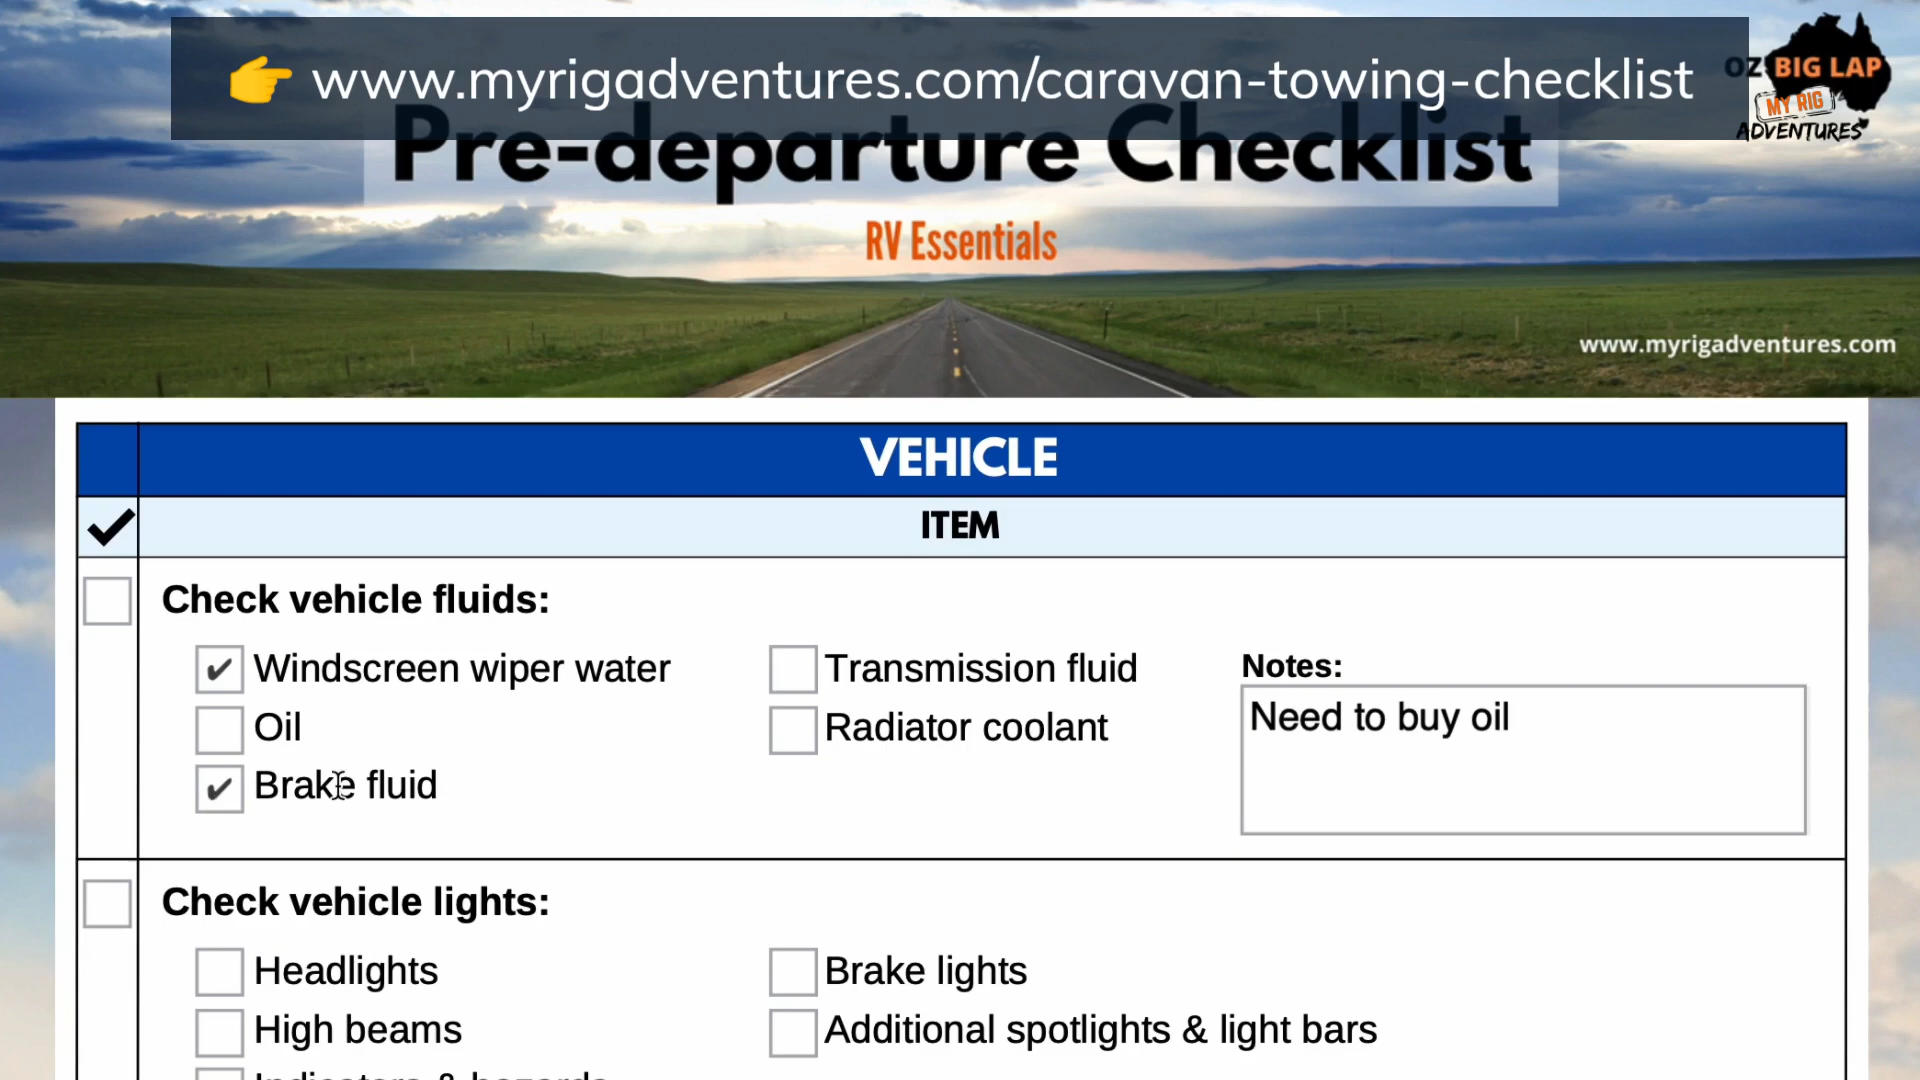 👉 www.myrigadventures.com/caravan-towing-checklist
OZ BIG LAP
MY RIG
ADVENTURES
Pre-departure Checklist
RV Essentials
www.myrigadventures.com
VEHICLE
✔ ITEM
Check vehicle fluids:
✔ Windscreen wiper water
Oil
✔ Brake fluid
Transmission fluid
Radiator coolant
Notes:
Need to buy oil
Check vehicle lights:
Headlights
High beams
Indicators & hazards
Brake lights
Additional spotlights & light bars